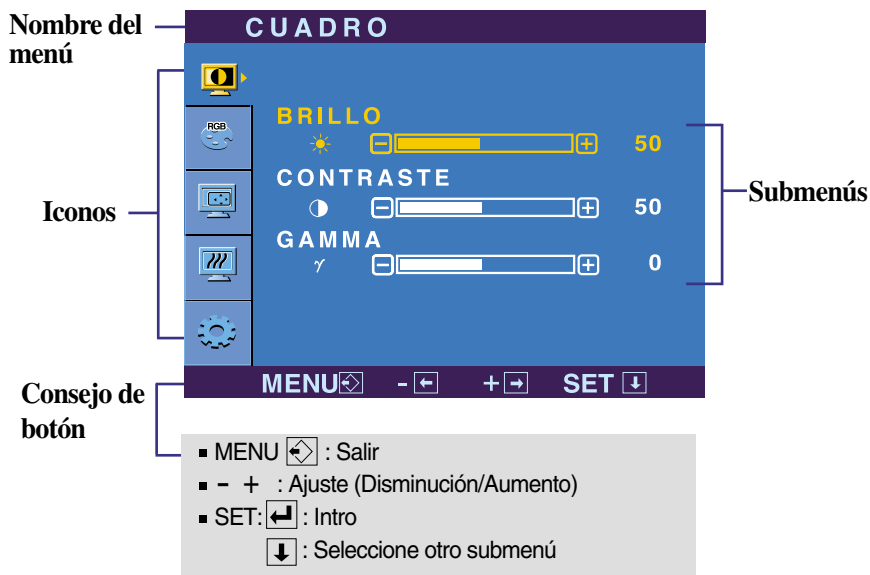 Nombre del
menú
CUADRO
RGB
BRILLO
50
CONTRASTE
50
GAMMA
γ
0
Iconos
Submenús
MENU - + SET
Consejo de
botón
▪ MENU : Salir
▪ - + : Ajuste (Disminución/Aumento)
▪ SET: : Intro
: Seleccione otro submenú